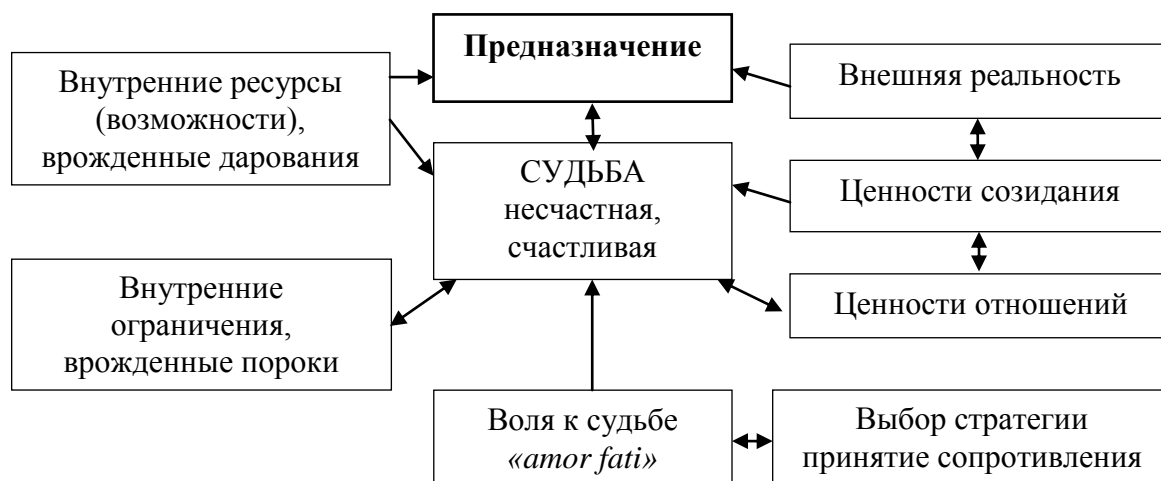 Предназначение
Внутренние ресурсы
(возможности),
врожденные дарования
Внешняя реальность
СУДЬБА
несчастная,
счастливая
Ценности созидания
Внутренние
ограничения,
врожденные пороки
Ценности отношений
Воля к судьбе
«amor fati»
Выбор стратегии
принятие сопротивления